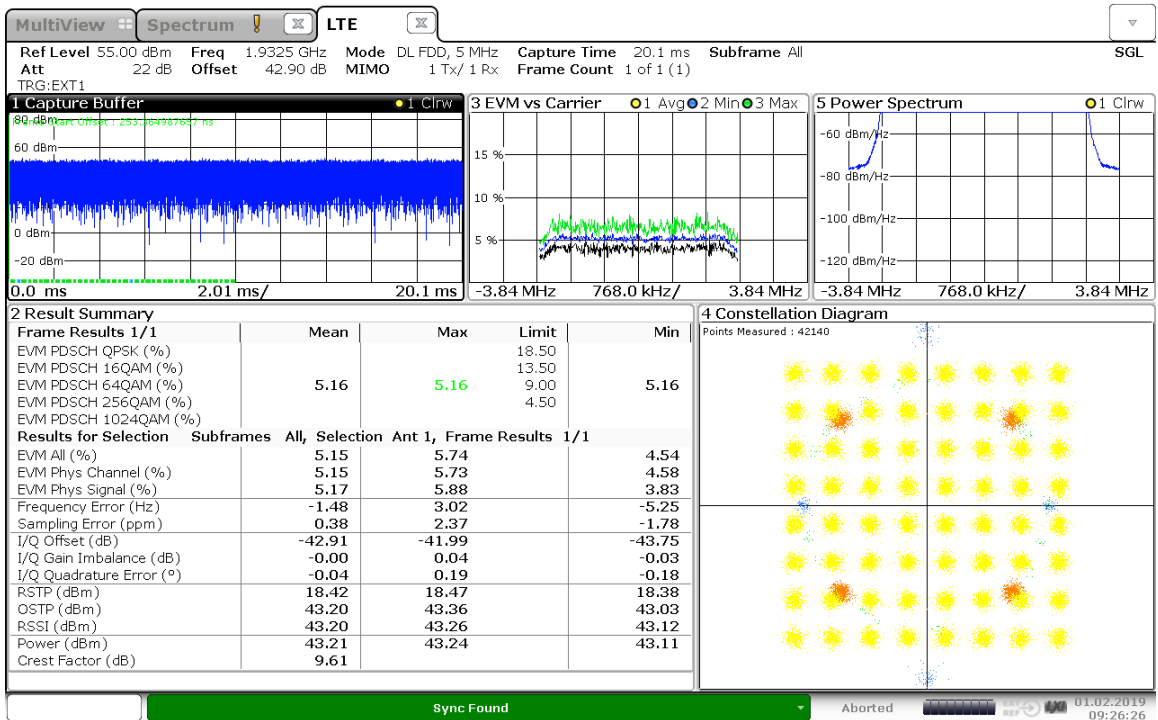 MultiView Spectrum LTE
Ref Level 55.00 dBm Freq 1.9325 GHz Mode DL FDD, 5 MHz Capture Time 20.1 ms Subframe All SGL
Att 22 dB Offset 42.90 dB MIMO 1 Tx/ 1 Rx Frame Count 1 of 1 (1)
TRG:EXT1
1 Capture Buffer 1 Clrw
80 dBm
Frame Start Offset : 253.364987657 ns
60 dBm
0 dBm
-20 dBm
0.0 ms 2.01 ms/ 20.1 ms
3 EVM vs Carrier 1 Avg 2 Min 3 Max
15 %
10 %
5 %
-3.84 MHz 768.0 kHz/ 3.84 MHz
5 Power Spectrum 1 Clrw
-60 dBm/Hz
-80 dBm/Hz
-100 dBm/Hz
-120 dBm/Hz
-3.84 MHz 768.0 kHz/ 3.84 MHz
2 Result Summary
Frame Results 1/1 Mean Max Limit Min
EVM PDSCH QPSK (%) 18.50
EVM PDSCH 16QAM (%) 13.50
EVM PDSCH 64QAM (%) 5.16 5.16 9.00 5.16
EVM PDSCH 256QAM (%) 4.50
EVM PDSCH 1024QAM (%)
Results for Selection Subframes All, Selection Ant 1, Frame Results 1/1
EVM All (%) 5.15 5.74 4.54
EVM Phys Channel (%) 5.15 5.73 4.58
EVM Phys Signal (%) 5.17 5.88 3.83
Frequency Error (Hz) -1.48 3.02 -5.25
Sampling Error (ppm) 0.38 2.37 -1.78
I/Q Offset (dB) -42.91 -41.99 -43.75
I/Q Gain Imbalance (dB) -0.00 0.04 -0.03
I/Q Quadrature Error (°) -0.04 0.19 -0.18
RSTP (dBm) 18.42 18.47 18.38
OSTP (dBm) 43.20 43.36 43.03
RSSI (dBm) 43.20 43.26 43.12
Power (dBm) 43.21 43.24 43.11
Crest Factor (dB) 9.61
4 Constellation Diagram
Points Measured : 42140
Sync Found
Aborted
EXT
REF
LXI
01.02.2019
09:26:26